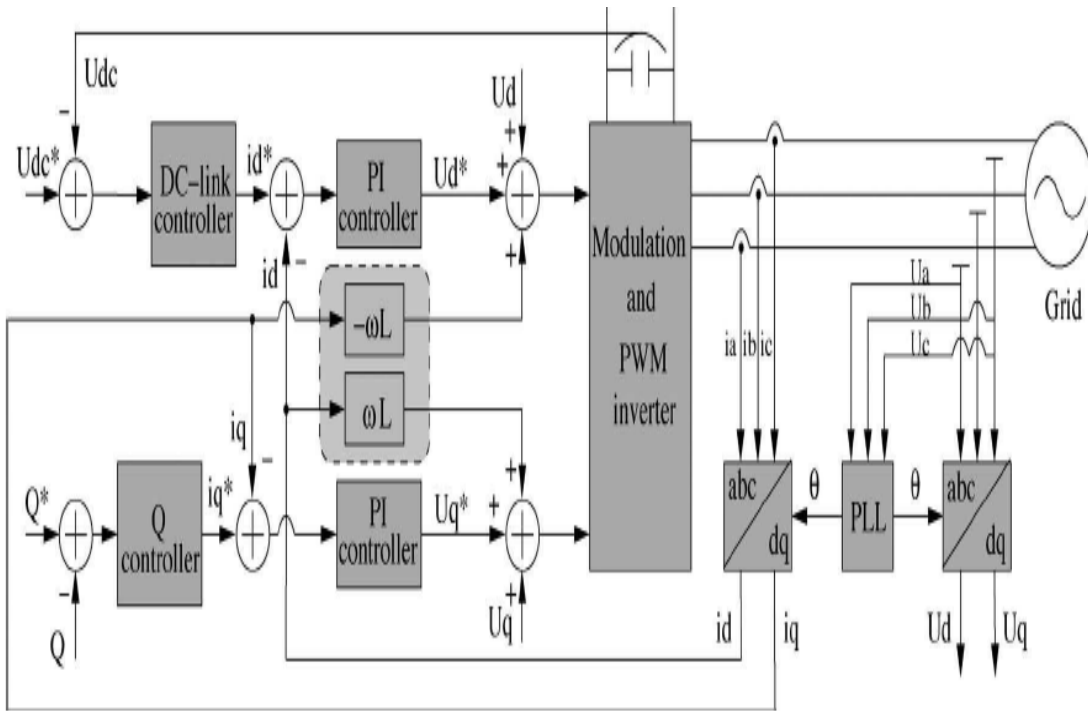 Udc
Ud
−
+
+
Udc*
DC-link
controller
id*
PI
controller
Ud*
+
id
−
−ωL
ωL
Modulation
and
PWM
inverter
Ua
Ub
Uc
Grid
ia
ib
ic
iq
−
Q*
Q
controller
iq*
PI
controller
Uq*
+
+
+
−
Q
Uq
abc
dq
θ
PLL
θ
abc
dq
id
iq
Ud
Uq